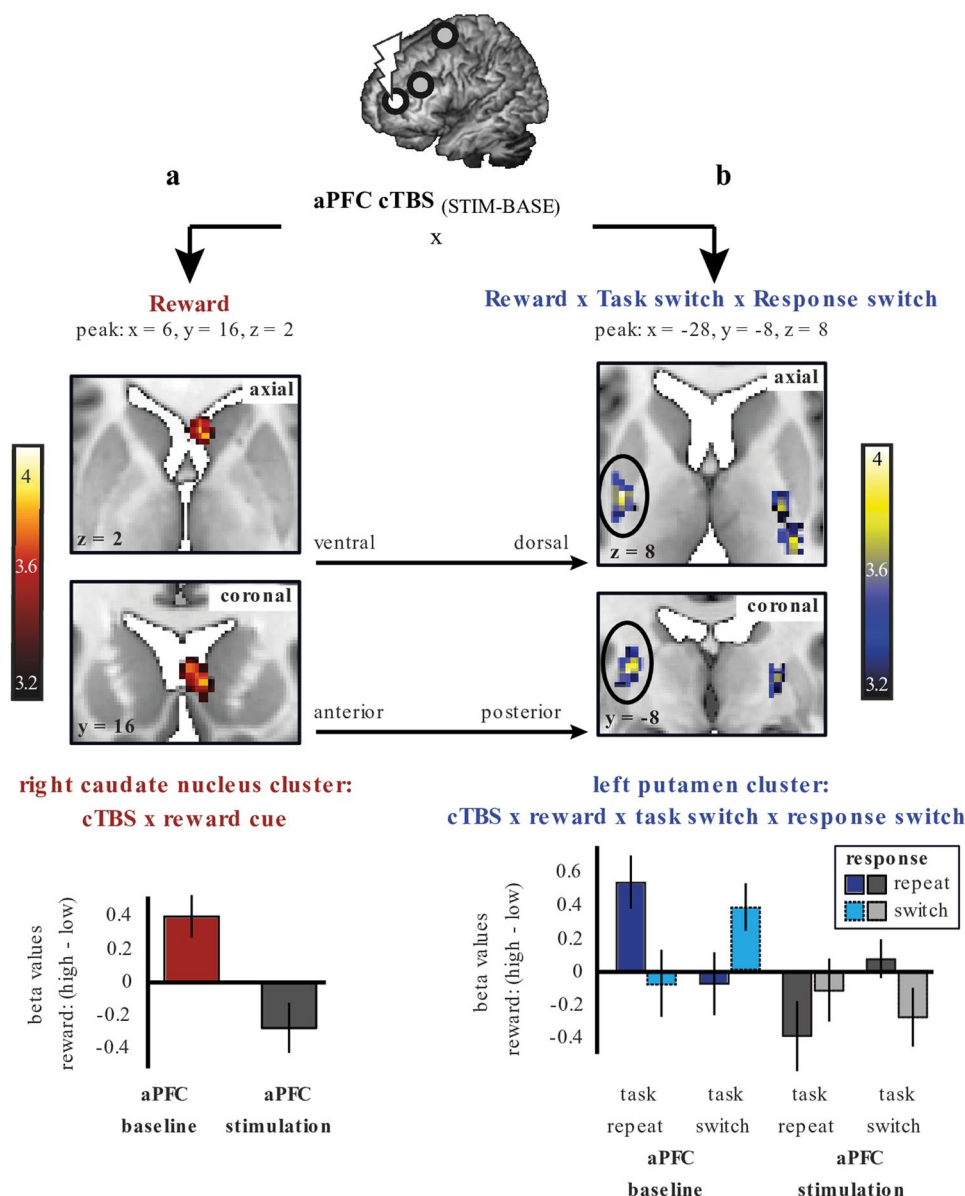 a
b
aPFC cTBS (STIM-BASE)
x
Reward
peak: x = 6, y = 16, z = 2
Reward x Task switch x Response switch
peak: x = -28, y = -8, z = 8
axial
z = 2
4
3.6
3.2
coronal
y = 16
ventral
dorsal
anterior
posterior
axial
z = 8
coronal
y = -8
4
3.6
3.2
right caudate nucleus cluster:
cTBS x reward cue
beta values
reward: (high - low)
0.4
0.2
0
-0.2
-0.4
aPFC
baseline
aPFC
stimulation
left putamen cluster:
cTBS x reward x task switch x response switch
beta values
reward: (high - low)
0.6
0.4
0.2
0
-0.2
-0.4
response
repeat
switch
task
repeat
task
switch
task
repeat
task
switch
aPFC
baseline
aPFC
stimulation